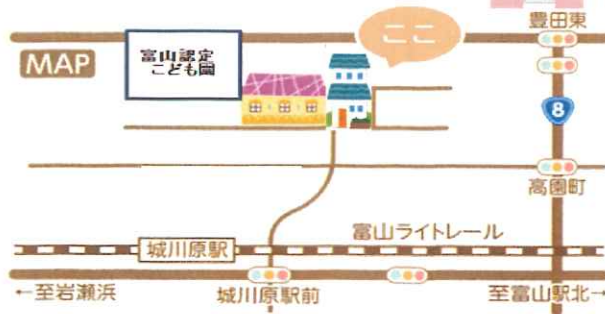 豊田東
ここ
MAP
富山認定
こども園
8
高園町
富山ライトレール
城川原駅
←至岩瀬浜
城川原駅前
至富山駅北→